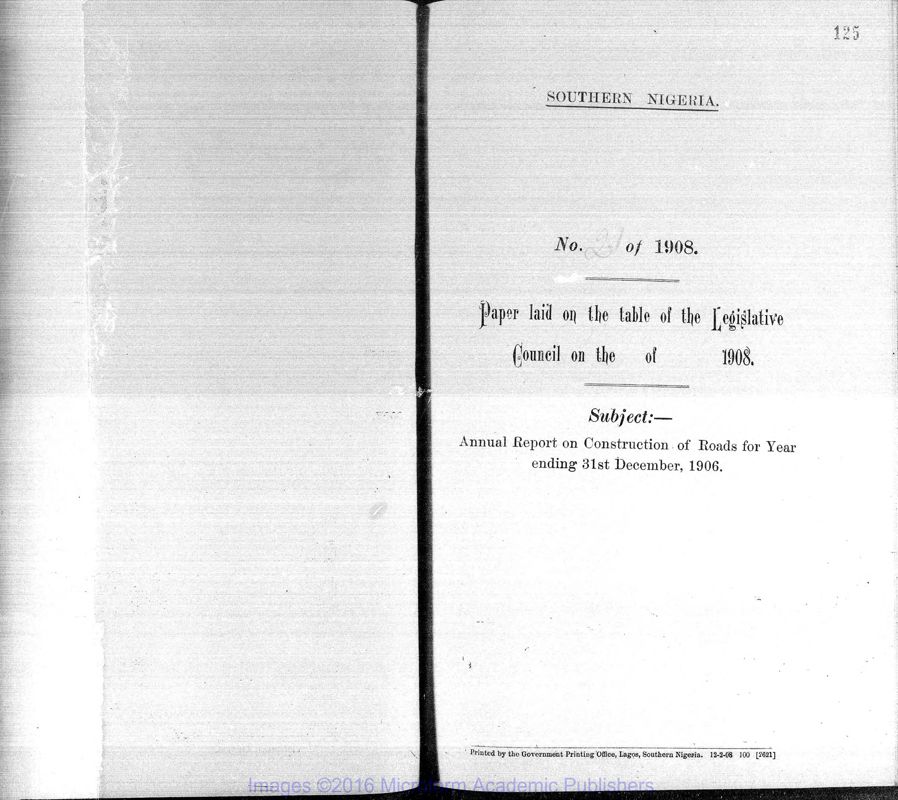 125
SOUTHERN NIGERIA.
No. 21 of 1908.
Paper laid on the table of the Legislative
Council on the of 1908.
Subject:—
Annual Report on Construction of Roads for Year
ending 31st December, 1906.
Printed by the Government Printing Office, Lagos, Southern Nigeria. 12-2-08 100 [2621]
Images ©2016 Microform Academic Publishers